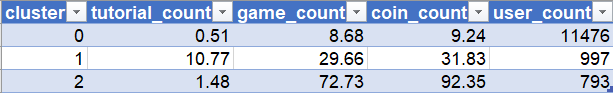 cluster tutorial_count game_count coin_count user_count
0 0.51 8.68 9.24 11476
1 10.77 29.66 31.83 997
2 1.48 72.73 92.35 793